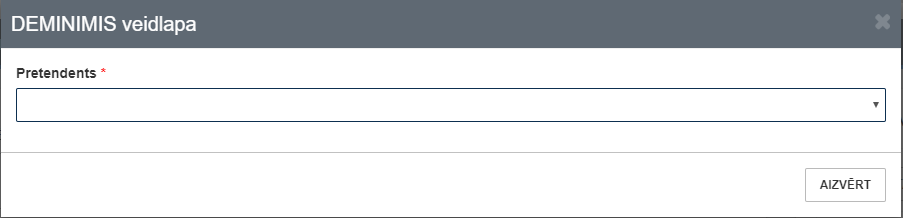 DEMINIMIS veidlapa
Pretendents *
AIZVĒRT